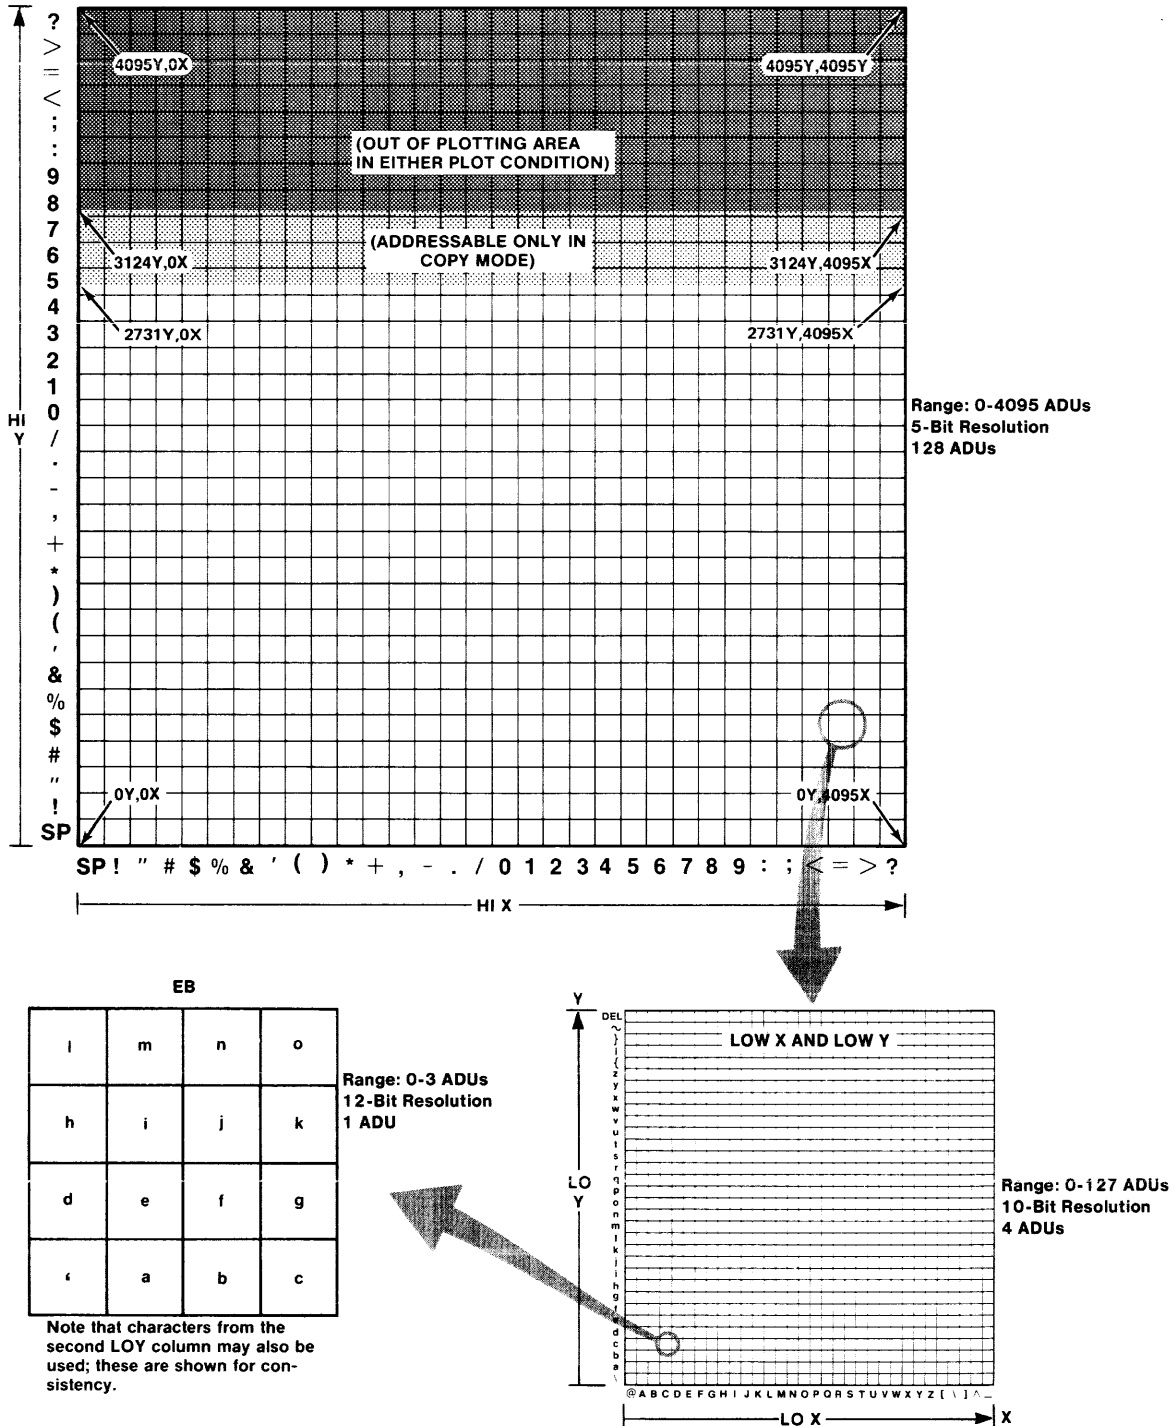 ?
>
=
<
;
:
9
8
7
6
5
4
3
2
1
0
/
.
-
,
+
*
)
(
'
&
%
$
#
"
!
SP
HI
Y
4095Y,0X
4095Y,4095Y
(OUT OF PLOTTING AREA
IN EITHER PLOT CONDITION)
(ADDRESSABLE ONLY IN
COPY MODE)
3124Y,0X
3124Y,4095X
2731Y,0X
2731Y,4095X
Range: 0-4095 ADUs
5-Bit Resolution
128 ADUs
0Y,0X
0Y,4095X
SP ! " # $ % & ' ( ) * + , - . / 0 1 2 3 4 5 6 7 8 9 : ; < = > ?
HI X
EB
l m n o
h i j k
d e f g
‘ a b c
Range: 0-3 ADUs
12-Bit Resolution
1 ADU
Note that characters from the
second LOY column may also be
used; these are shown for con-
sistency.
Y
LO
Y
DEL
~
}
|
{
z
y
x
w
v
u
t
s
r
q
p
o
n
m
l
k
j
i
h
g
f
e
d
c
b
a
\
LOW X AND LOW Y
Range: 0-127 ADUs
10-Bit Resolution
4 ADUs
@ A B C D E F G H I J K L M N O P Q R S T U V W X Y Z [ \ ] ^ _
LO X
X